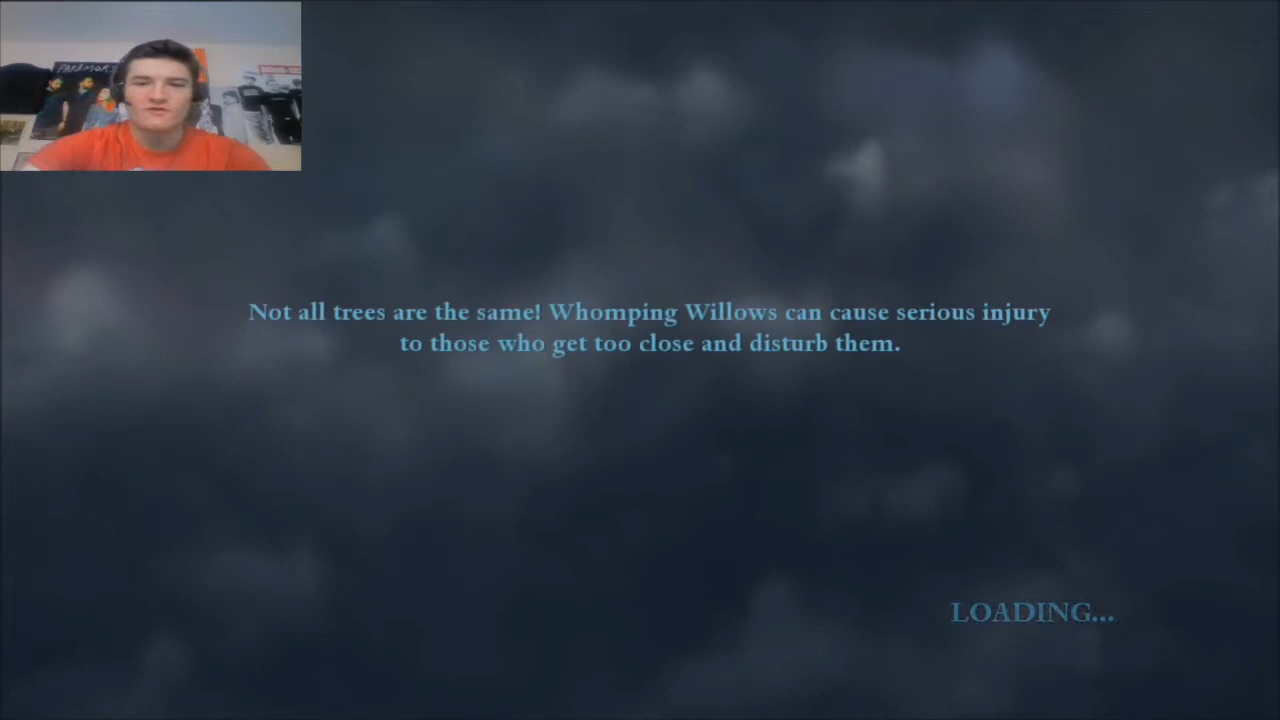 PARAMORE
Not all trees are the same! Whomping Willows can cause serious injury
to those who get too close and disturb them.
LOADING...